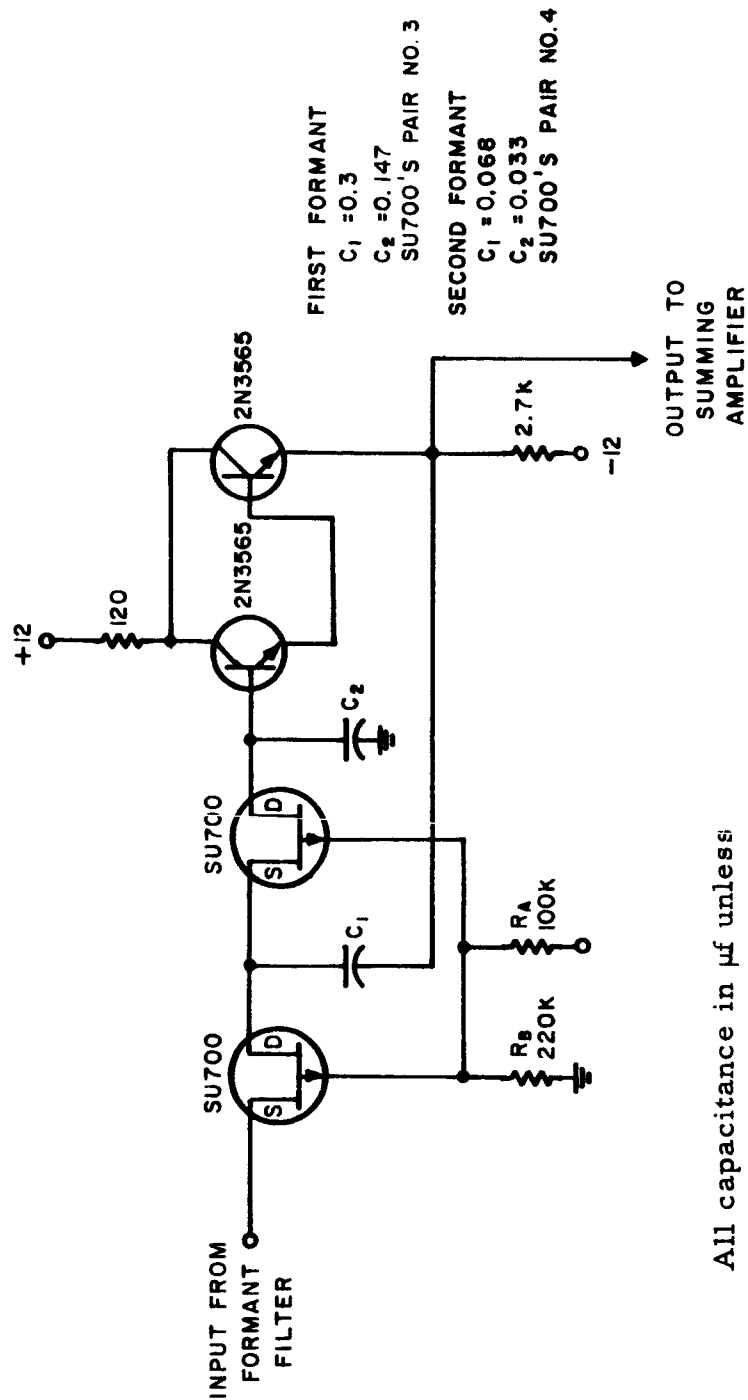 +12
120
2N3565
2N3565
SU700
S
D
SU700
S
D
C2
C1
INPUT FROM
FORMANT
FILTER
RB
220K
RA
100K
2.7K
-12
OUTPUT TO
SUMMING
AMPLIFIER
FIRST FORMANT
C1 =0.3
C2 =0.147
SU700'S PAIR NO. 3
SECOND FORMANT
C1 = 0.068
C2 = 0.033
SU700'S PAIR NO.4
All capacitance in µf unless